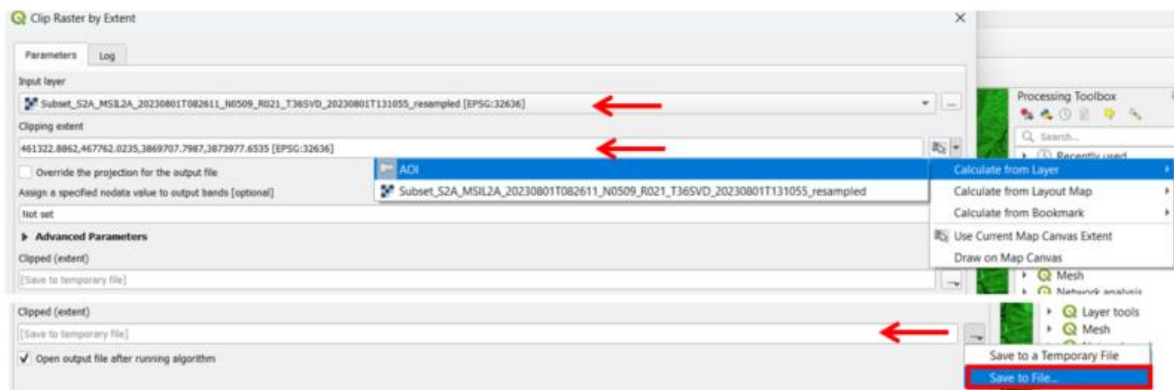 Clip Raster by Extent
Parameters Log
Input layer
Subset_S2A_MSIL2A_20230801T082611_N0509_R021_T36SVD_20230801T131055_resampled [EPSG:32636]
Processing Toolbox
Clipping extent
Search...
461322.8862,467762.0235,3869707.7987,3873977.6535 [EPSG:32636]
Recently used
Override the projection for the output file
AOI
Calculate from Layer
Assign a specified nodata value to output bands [optional]
Subset_S2A_MSIL2A_20230801T082611_N0509_R021_T36SVD_20230801T131055_resampled
Calculate from Layout Map
Not set
Calculate from Bookmark
Advanced Parameters
Use Current Map Canvas Extent
Clipped (extent)
Draw on Map Canvas
[Save to temporary file]
Mesh
Network analysis
Clipped (extent)
Layer tools
[Save to temporary file]
Mesh
Open output file after running algorithm
Save to a Temporary File
Save to File...